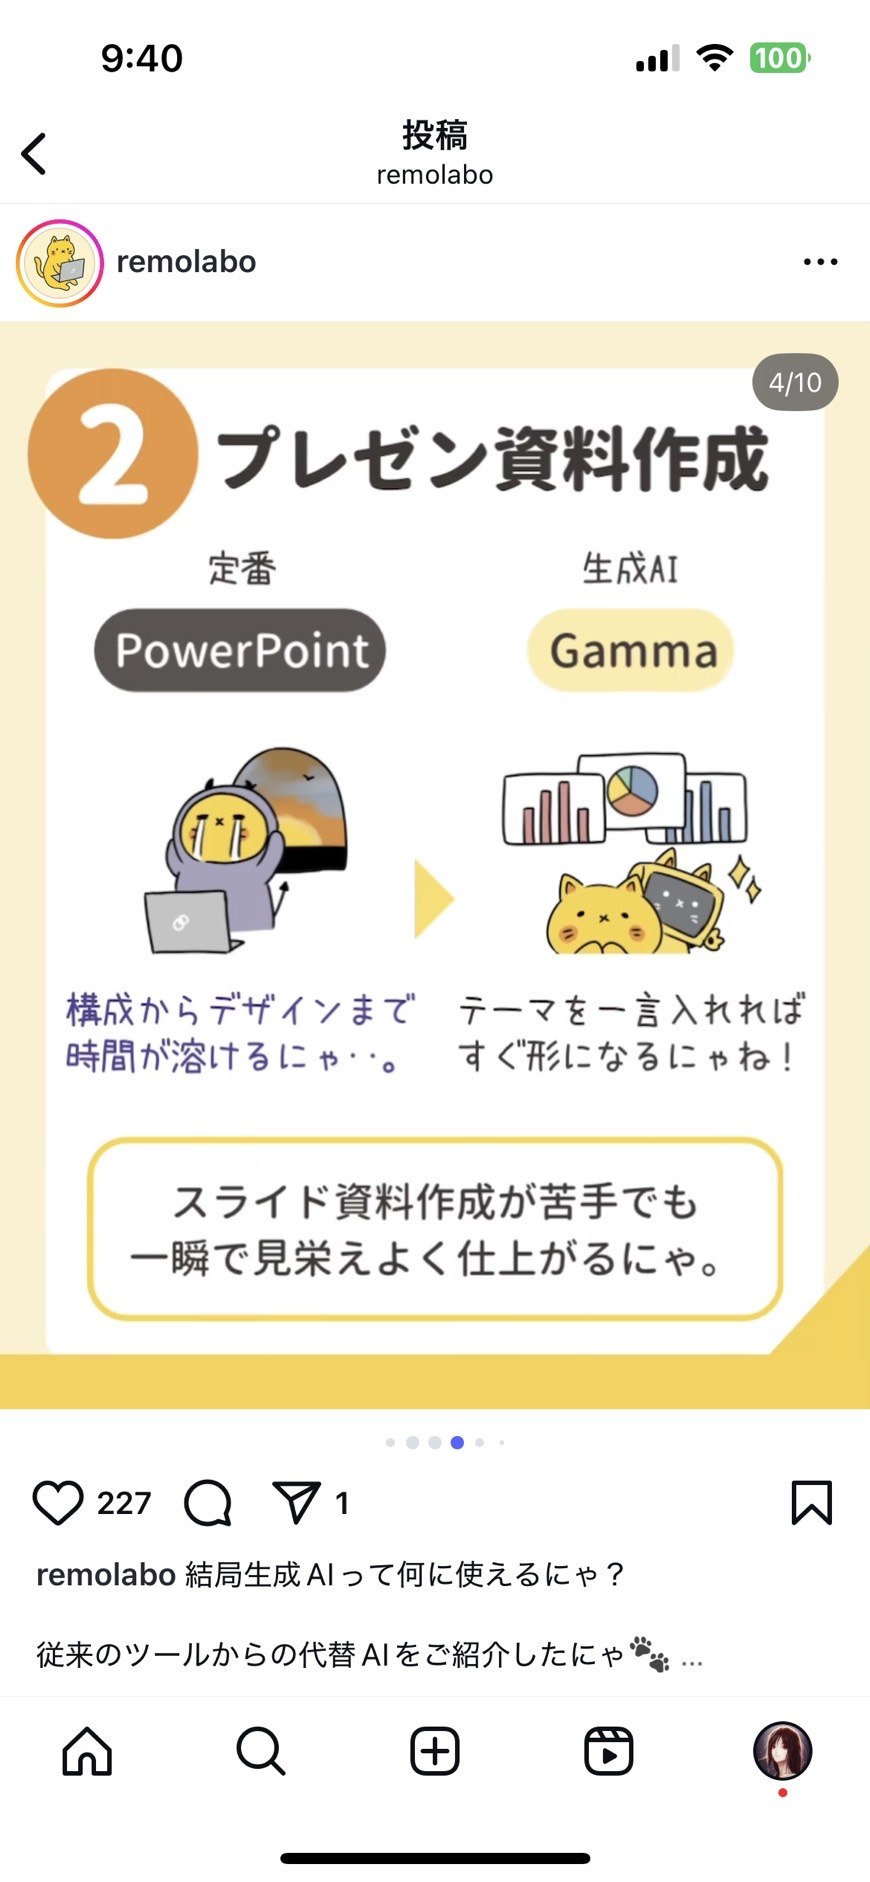 9:40
100
投稿
remolabo
remolabo
4/10
2 プレゼン資料作成
定番
PowerPoint
生成AI
Gamma
構成からデザインまで
時間が溶けるにゃ‥。
テーマを一言入れれば
すぐ形になるにゃね！
スライド資料作成が苦手でも
一瞬で見栄えよく仕上がるにゃ。
227
1
remolabo 結局生成AIって何に使えるにゃ？
従来のツールからの代替AIをご紹介したにゃ🐾 ...